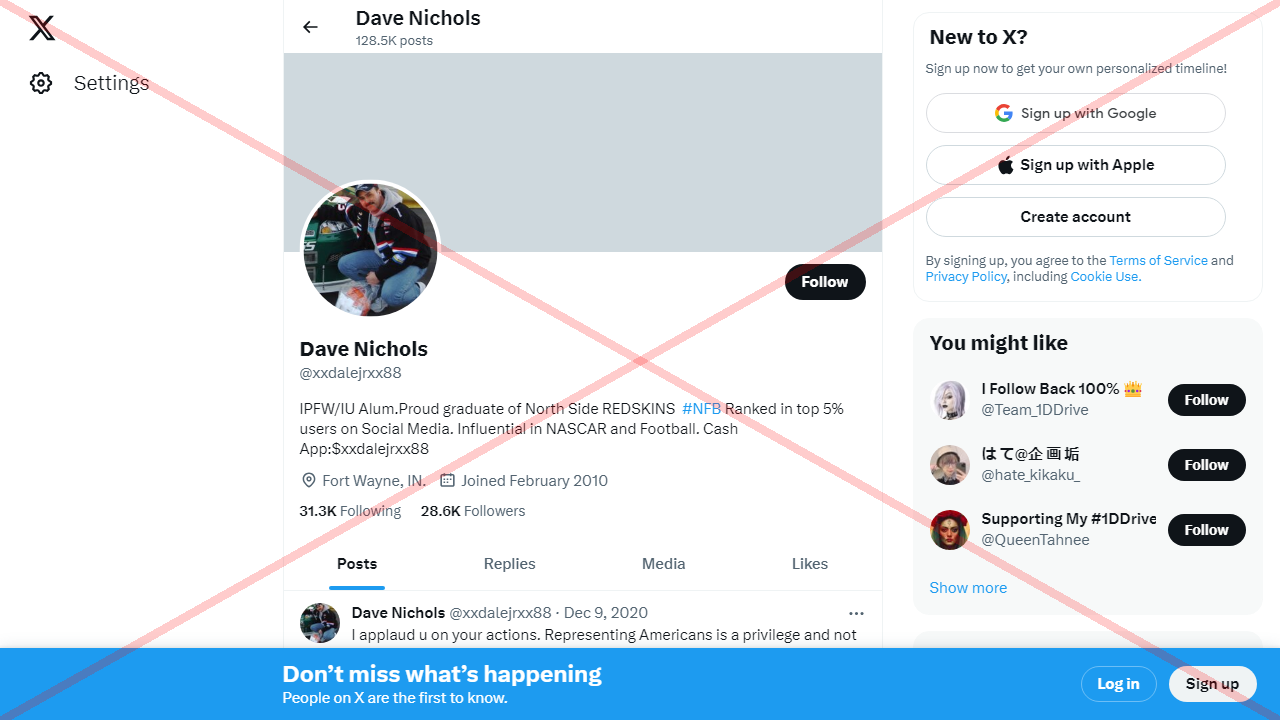 Settings
Dave Nichols
128.5K posts
Follow
Dave Nichols
@xxdalejrxx88
IPFW/IU Alum.Proud graduate of North Side REDSKINS #NFB Ranked in top 5%
users on Social Media. Influential in NASCAR and Football. Cash
App:$xxdalejrxx88
Fort Wayne, IN. Joined February 2010
31.3K Following 28.6K Followers
Posts Replies Media Likes
Dave Nichols @xxdalejrxx88 · Dec 9, 2020
I applaud u on your actions. Representing Americans is a privilege and not
New to X?
Sign up now to get your own personalized timeline!
Sign up with Google
Sign up with Apple
Create account
By signing up, you agree to the Terms of Service and
Privacy Policy, including Cookie Use.
You might like
I Follow Back 100% 👑
@Team_1DDrive
Follow
はて@企画垢
@hate_kikaku_
Follow
Supporting My #1DDrive
@QueenTahnee
Follow
Show more
Don’t miss what’s happening
People on X are the first to know.
Log in
Sign up